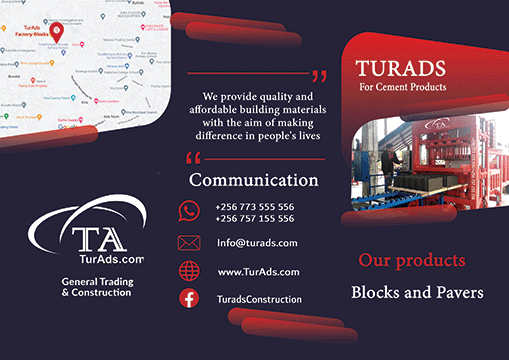 TurAds
Factory-blocks
Google
TA
TurAds.com
General Trading
& Construction
We provide quality and
affordable building materials
with the aim of making
difference in people's lives
Communication
+256 773 555 556
+256 757 155 556
Info@turads.com
www.TurAds.com
TuradsConstruction
TURADS
For Cement Products
TA
Our products
Blocks and Pavers